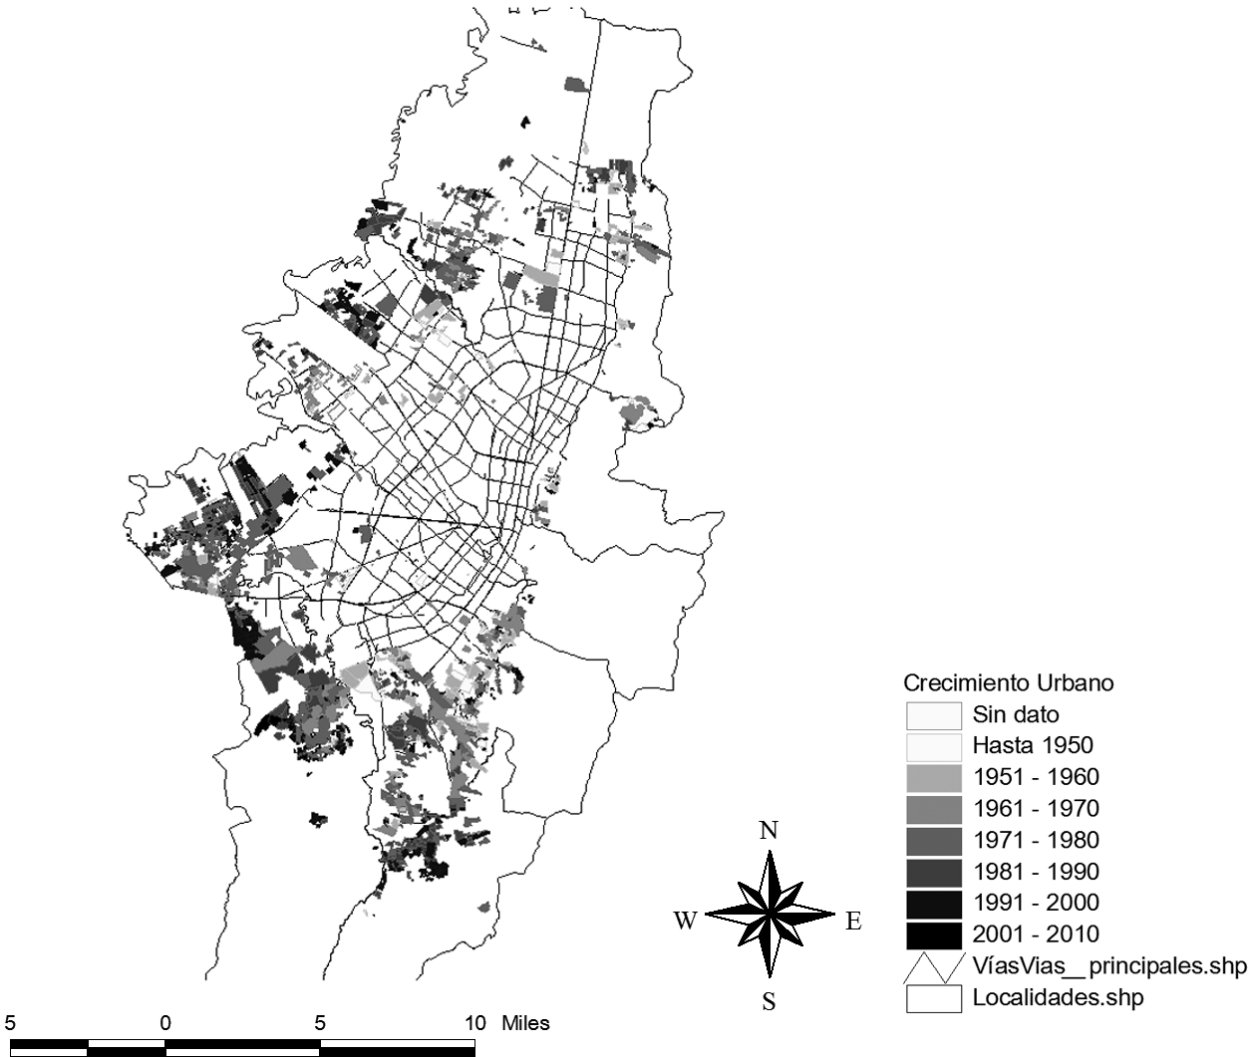 Crecimiento Urbano
Sin dato
Hasta 1950
1951 - 1960
1961 - 1970
1971 - 1980
1981 - 1990
1991 - 2000
2001 - 2010
VíasVias__principales.shp
Localidades.shp
N
W E
S
5 0 5 10 Miles